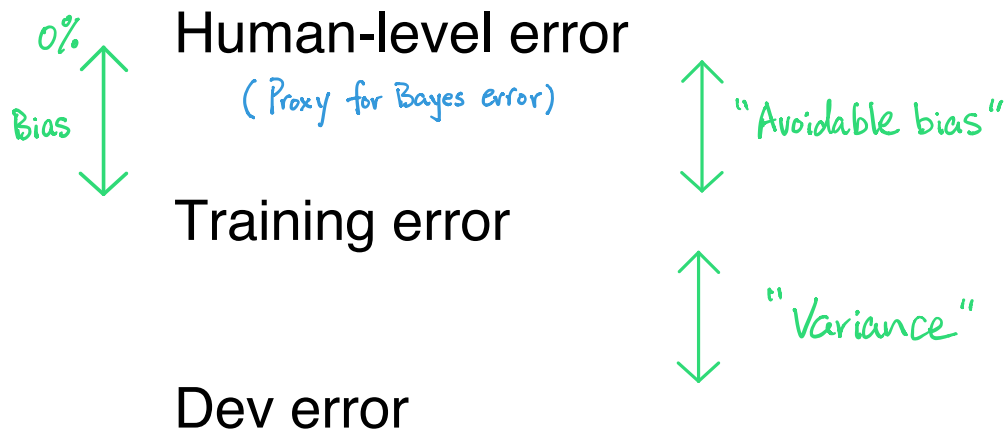 0%
Human-level error
(Proxy for Bayes error)
Bias
"Avoidable bias"
Training error
"Variance"
Dev error